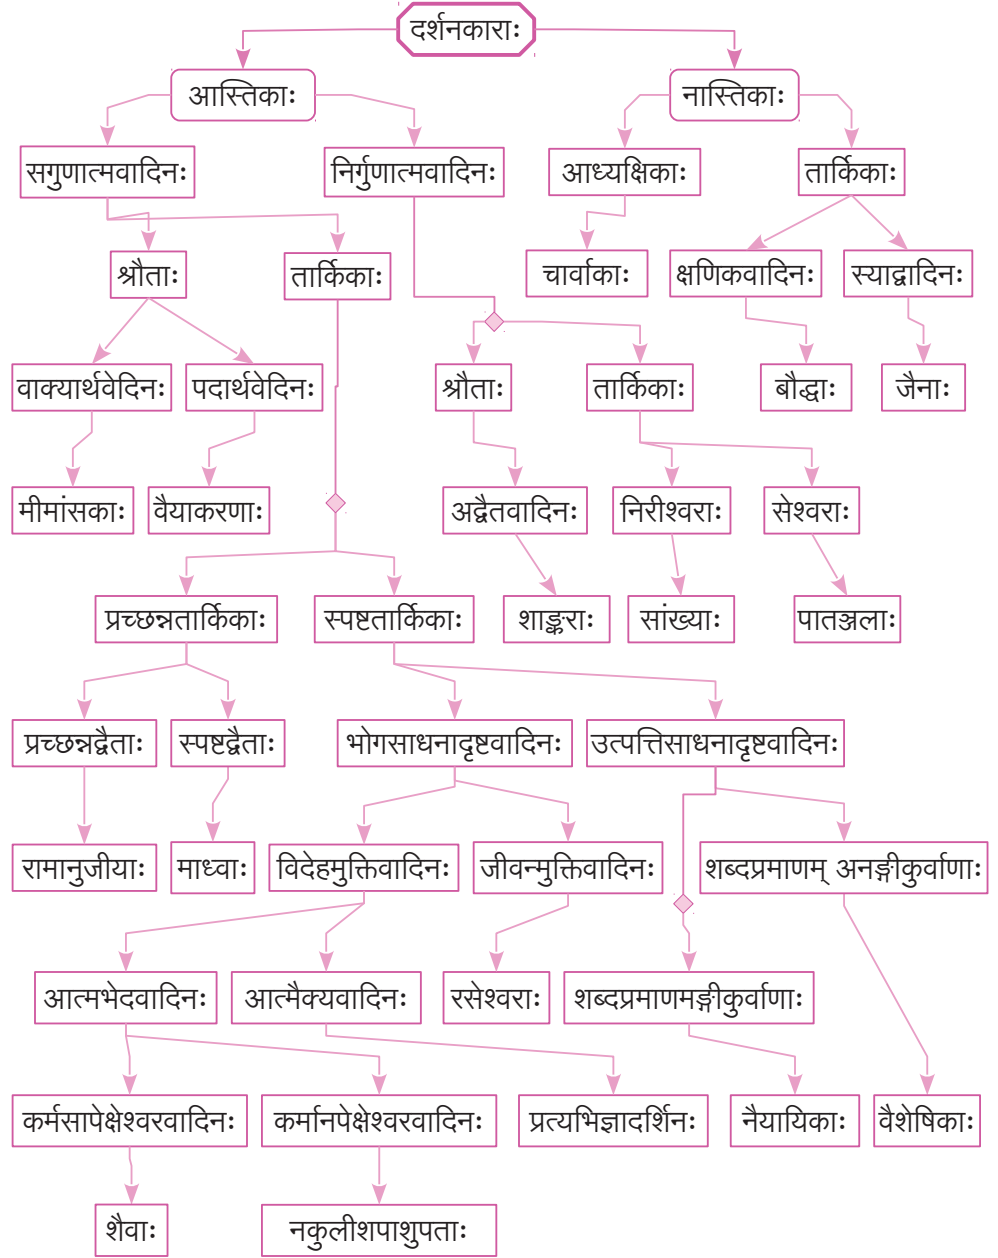 दर्शनकाराः
आस्तिकाः
नास्तिकाः
सगुणात्मवादिनः
निर्गुणात्मवादिनः
आध्यक्षिकाः
तार्किकाः
श्रौताः
तार्किकाः
चार्वाकाः
क्षणिकवादिनः
स्याद्वादिनः
वाक्यार्थवेदिनः
पदार्थवेदिनः
श्रौताः
तार्किकाः
बौद्धाः
जैनाः
मीमांसकाः
वैयाकरणाः
अद्वैतवादिनः
निरीश्वराः
सेश्वराः
प्रच्छन्नतार्किकाः
स्पष्टतार्किकाः
शाङ्कराः
सांख्याः
पातञ्जलाः
प्रच्छन्नद्वैताः
स्पष्टद्वैताः
भोगसाधनादृष्टवादिनः
उत्पत्तिसाधनादृष्टवादिनः
रामानुजीयाः
माध्वाः
विदेहमुक्तिवादिनः
जीवन्मुक्तिवादिनः
शब्दप्रमाणम् अनङ्गीकुर्वाणाः
आत्मभेदवादिनः
आत्मैक्यवादिनः
रसेश्वराः
शब्दप्रमाणमङ्गीकुर्वाणाः
कर्मसापेक्षेश्वरवादिनः
कर्मानपेक्षेश्वरवादिनः
प्रत्यभिज्ञादर्शिनः
नैयायिकाः
वैशेषिकाः
शैवाः
नकुलीशपाशुपताः